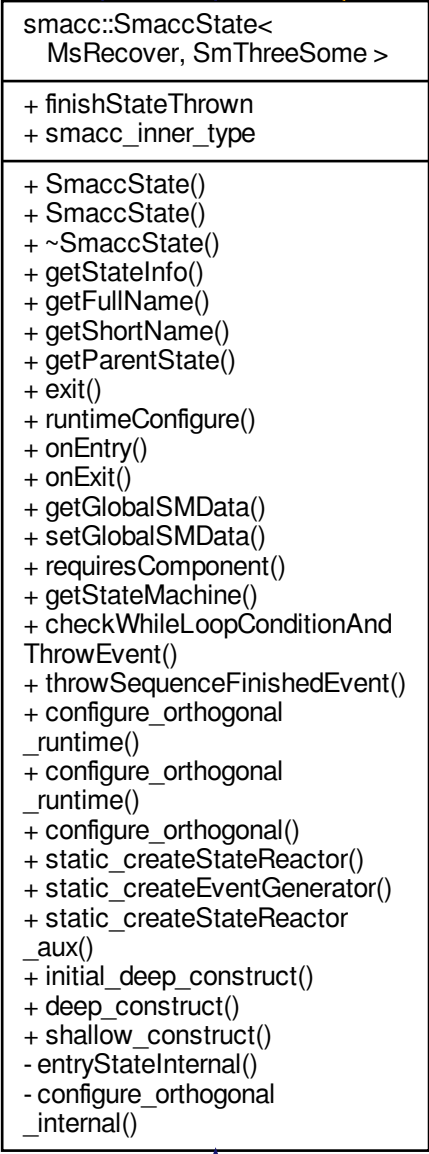 smacc::SmaccState<
MsRecover, SmThreeSome >
+ finishStateThrown
+ smacc_inner_type
+ SmaccState()
+ SmaccState()
+ ~SmaccState()
+ getStateInfo()
+ getFullName()
+ getShortName()
+ getParentState()
+ exit()
+ runtimeConfigure()
+ onEntry()
+ onExit()
+ getGlobalSMData()
+ setGlobalSMData()
+ requiresComponent()
+ getStateMachine()
+ checkWhileLoopConditionAnd
ThrowEvent()
+ throwSequenceFinishedEvent()
+ configure_orthogonal
_runtime()
+ configure_orthogonal
_runtime()
+ configure_orthogonal()
+ static_createStateReactor()
+ static_createEventGenerator()
+ static_createStateReactor
_aux()
+ initial_deep_construct()
+ deep_construct()
+ shallow_construct()
- entryStateInternal()
- configure_orthogonal
_internal()